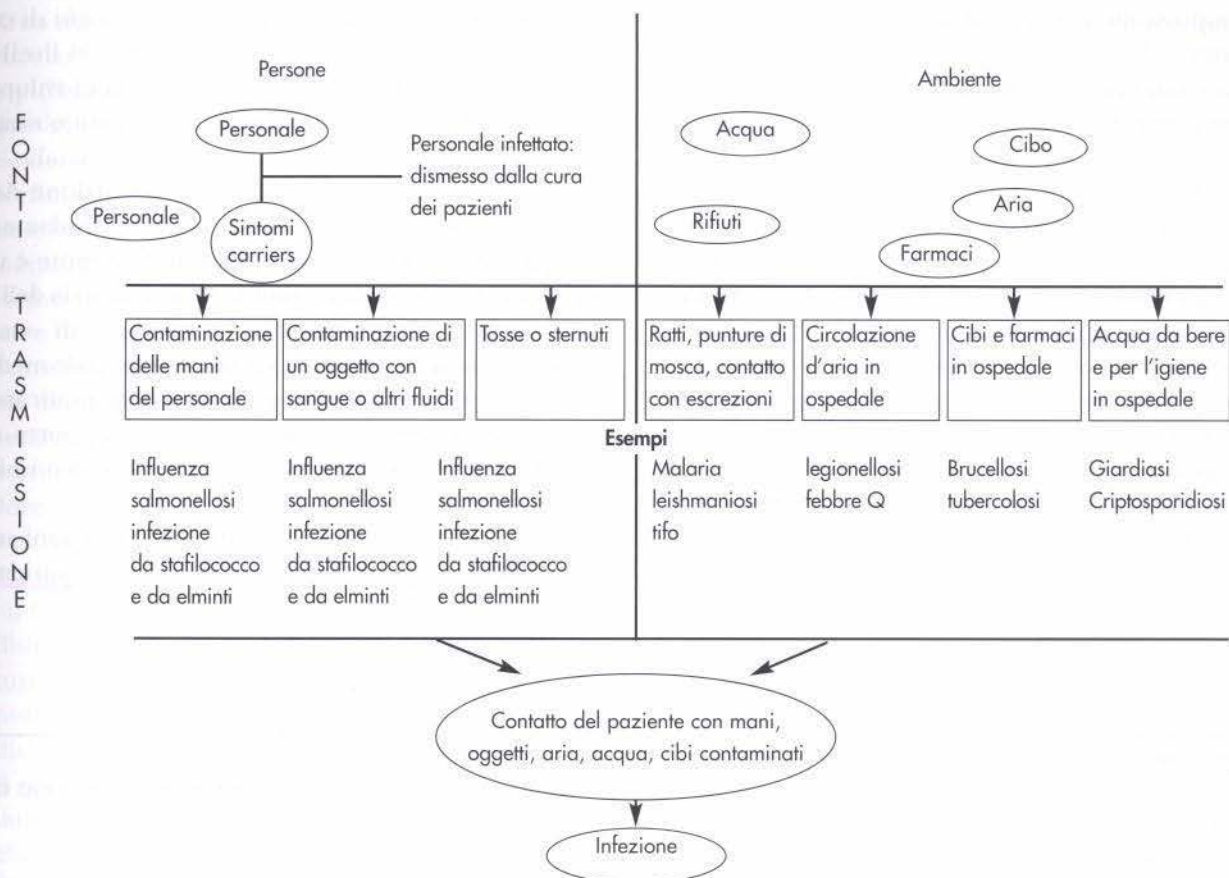 Persone
Ambiente
FONTI
TRASMISSIONE
Personale
Personale infettato:
dismesso dalla cura
dei pazienti
Personale
Sintomi
carriers
Acqua
Cibo
Rifiuti
Aria
Farmaci
Contaminazione
delle mani
del personale
Contaminazione di
un oggetto con
sangue o altri fluidi
Tosse o sternuti
Ratti, punture di
mosca, contatto
con escrezioni
Circolazione
d'aria in
ospedale
Cibi e farmaci
in ospedale
Acqua da bere
e per l'igiene
in ospedale
Esempi
Influenza
salmonellosi
infezione
da stafilococco
e da elminti
Influenza
salmonellosi
infezione
da stafilococco
e da elminti
Influenza
salmonellosi
infezione
da stafilococco
e da elminti
Malaria
leishmaniosi
tifo
legionellosi
febbre Q
Brucellosi
tubercolosi
Giardiasi
Criptosporidiosi
Contatto del paziente con mani,
oggetti, aria, acqua, cibi contaminati
Infezione